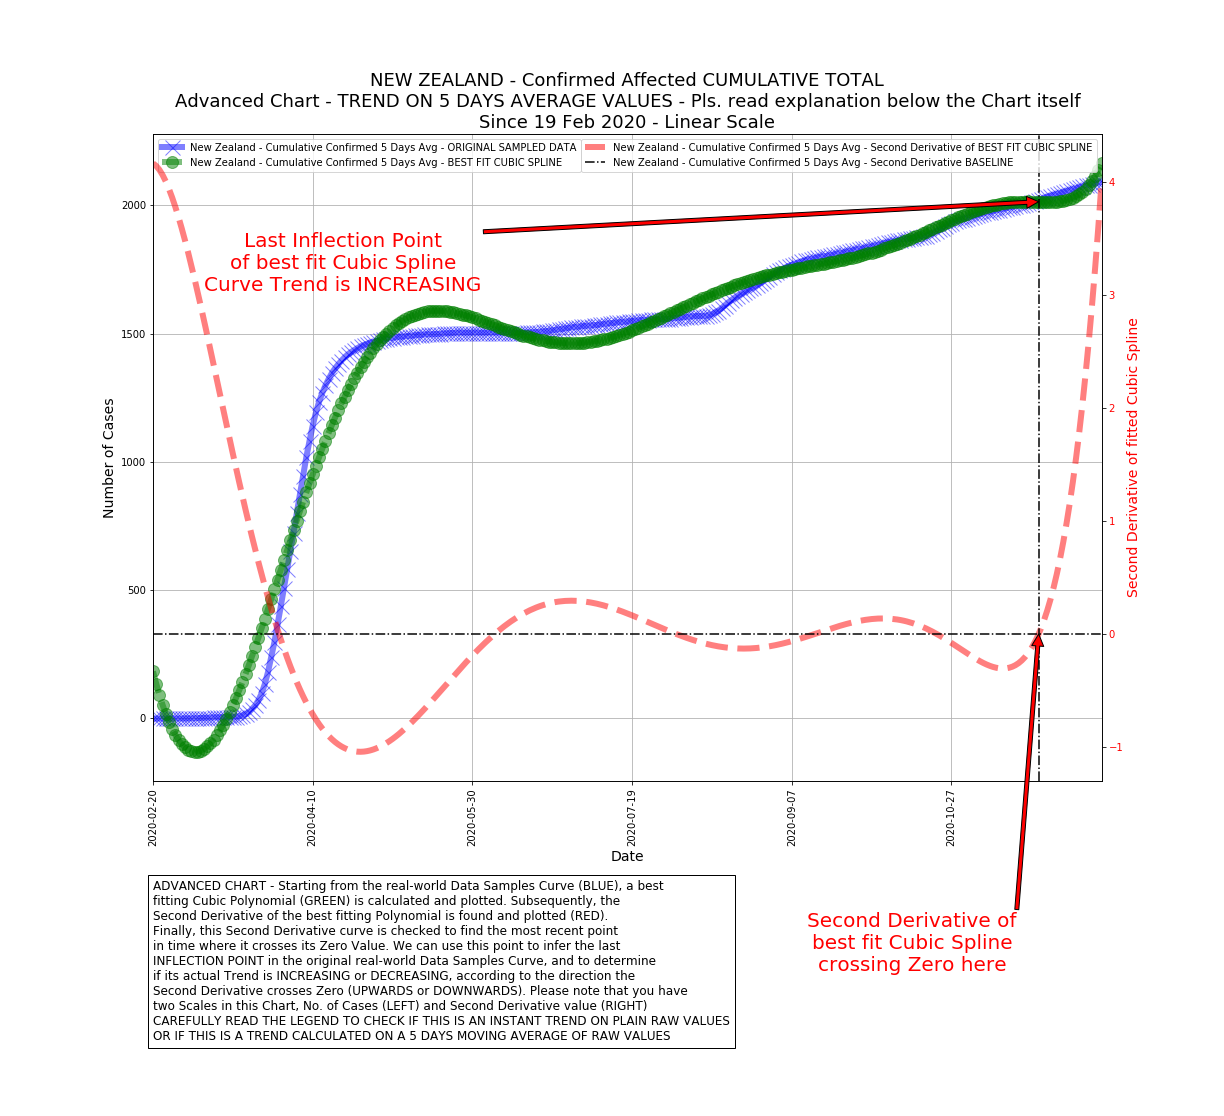 NEW ZEALAND - Confirmed Affected CUMULATIVE TOTAL
Advanced Chart - TREND ON 5 DAYS AVERAGE VALUES - Pls. read explanation below the Chart itself
Since 19 Feb 2020 - Linear Scale
New Zealand - Cumulative Confirmed 5 Days Avg - ORIGINAL SAMPLED DATA
New Zealand - Cumulative Confirmed 5 Days Avg - BEST FIT CUBIC SPLINE
New Zealand - Cumulative Confirmed 5 Days Avg - Second Derivative of BEST FIT CUBIC SPLINE
New Zealand - Cumulative Confirmed 5 Days Avg - Second Derivative BASELINE
Last Inflection Point
of best fit Cubic Spline
Curve Trend is INCREASING
Number of Cases
2000
1500
1000
500
0
Second Derivative of fitted Cubic Spline
4
3
2
1
0
−1
2020-02-20
2020-04-10
2020-05-30
2020-07-19
2020-09-07
2020-10-27
Date
Second Derivative of
best fit Cubic Spline
crossing Zero here
ADVANCED CHART - Starting from the real-world Data Samples Curve (BLUE), a best
fitting Cubic Polynomial (GREEN) is calculated and plotted. Subsequently, the
Second Derivative of the best fitting Polynomial is found and plotted (RED).
Finally, this Second Derivative curve is checked to find the most recent point
in time where it crosses its Zero Value. We can use this point to infer the last
INFLECTION POINT in the original real-world Data Samples Curve, and to determine
if its actual Trend is INCREASING or DECREASING, according to the direction the
Second Derivative crosses Zero (UPWARDS or DOWNWARDS). Please note that you have
two Scales in this Chart, No. of Cases (LEFT) and Second Derivative value (RIGHT)
CAREFULLY READ THE LEGEND TO CHECK IF THIS IS AN INSTANT TREND ON PLAIN RAW VALUES
OR IF THIS IS A TREND CALCULATED ON A 5 DAYS MOVING AVERAGE OF RAW VALUES